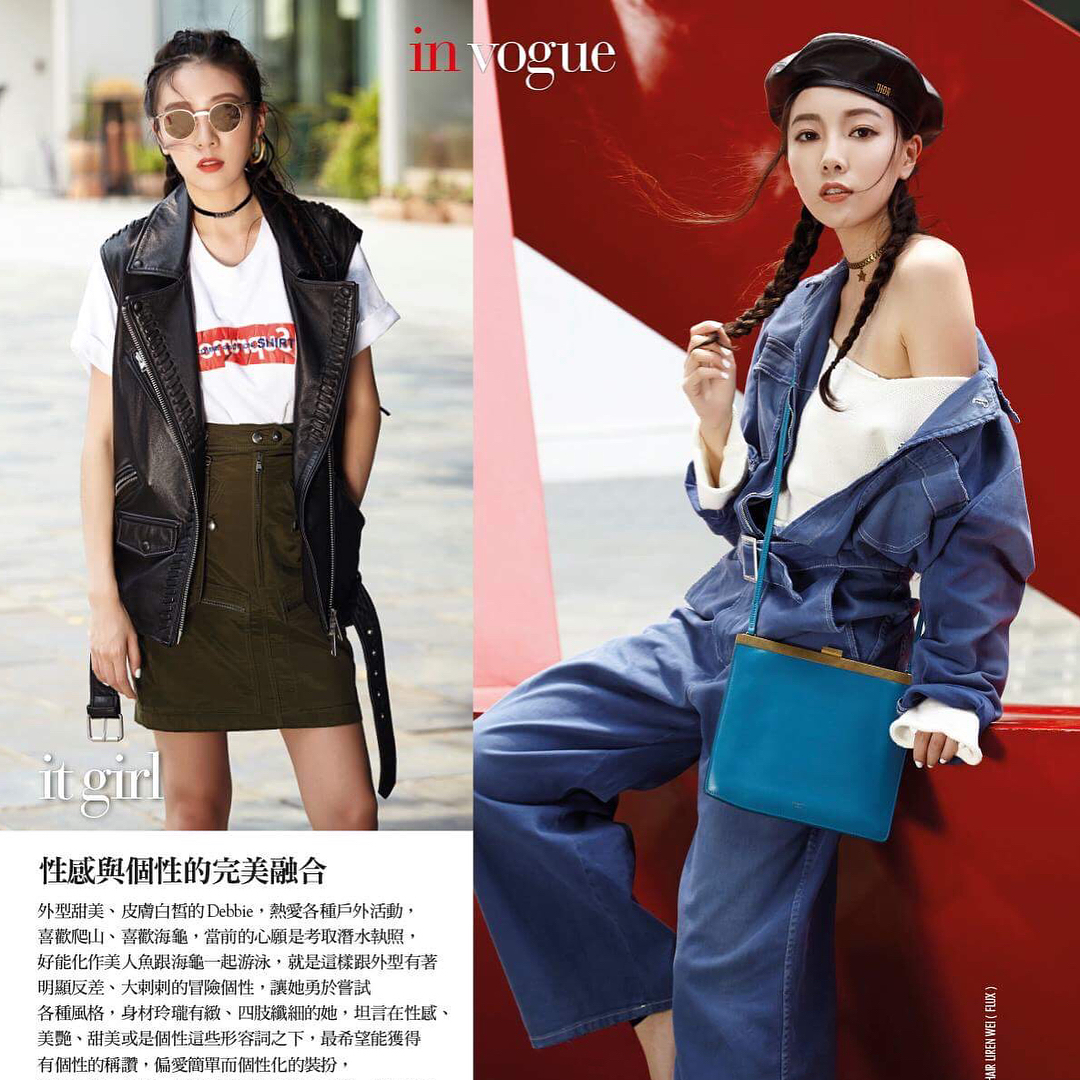 in vogue
DIOR
SHIRT
it girl
性感與個性的完美融合
外型甜美、皮膚白皙的 Debbie，熱愛各種戶外活動，
喜歡爬山、喜歡海龜，當前的心願是考取潛水執照，
好能化作美人魚跟海龜一起游泳，就是這樣跟外型有著
明顯反差、大剌剌的冒險個性，讓她勇於嘗試
各種風格，身材玲瓏有緻、四肢纖細的她，坦言在性感、
美艷、甜美或是個性這些形容詞之下，最希望能獲得
有個性的稱讚，偏愛簡單而個性化的裝扮，
HAIR LIREN WEI ( FLUX )